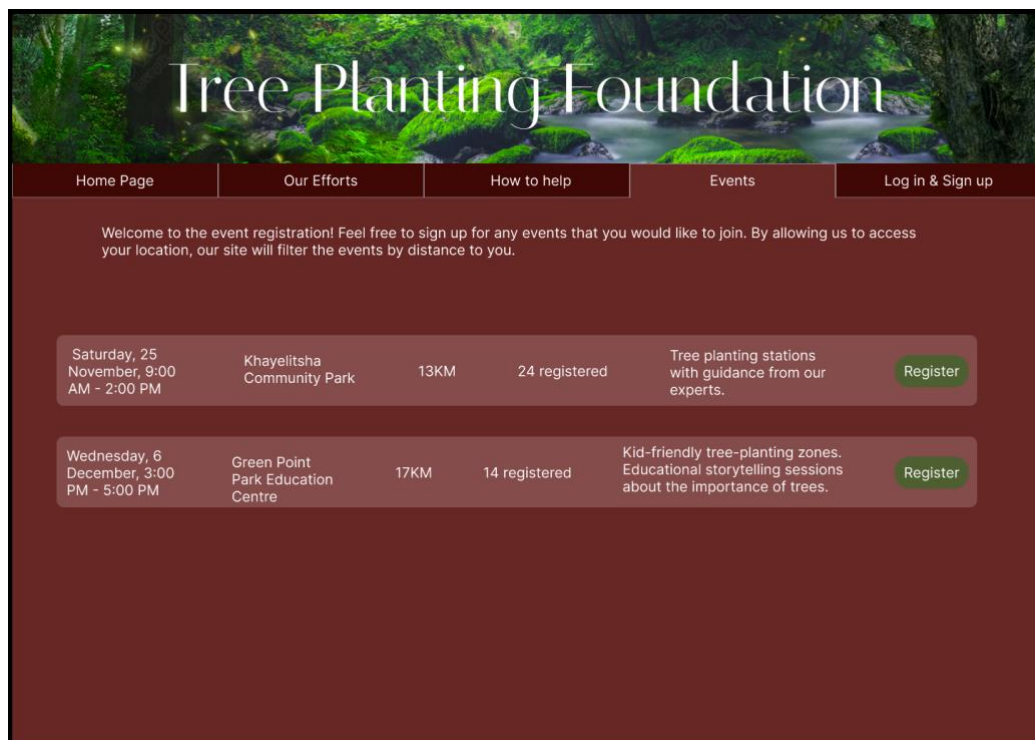 Tree Planting Foundation
Home Page
Our Efforts
How to help
Events
Log in & Sign up
Welcome to the event registration! Feel free to sign up for any events that you would like to join. By allowing us to access
your location, our site will filter the events by distance to you.
Saturday, 25
November, 9:00
AM - 2:00 PM
Khayelitsha
Community Park
13KM
24 registered
Tree planting stations
with guidance from our
experts.
Register
Wednesday, 6
December, 3:00
PM - 5:00 PM
Green Point
Park Education
Centre
17KM
14 registered
Kid-friendly tree-planting zones.
Educational storytelling sessions
about the importance of trees.
Register